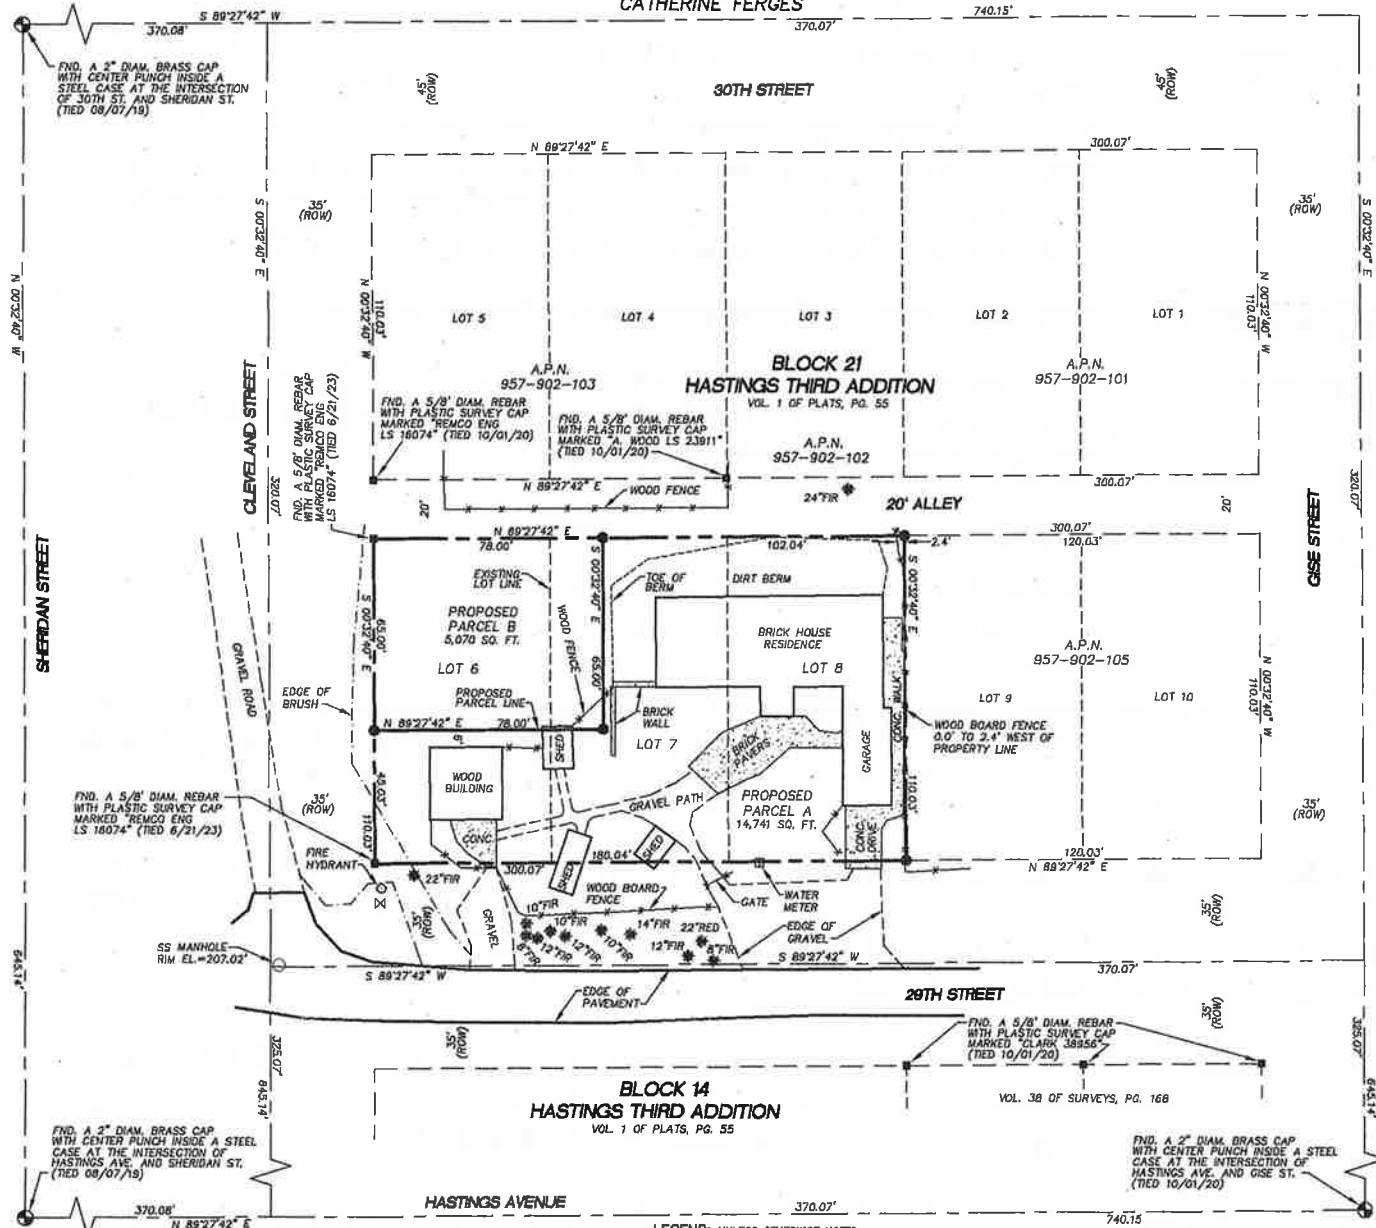 CATHERINE FERGES
S 89°27'42" W
370.08'
370.07'
740.15'
FND. A 2" DIAM. BRASS CAP
WITH CENTER PUNCH INSIDE A
STEEL CASE AT THE INTERSECTION
OF 30TH ST. AND SHERIDAN ST.
(TIED 08/07/19)
45'
(ROW)
30TH STREET
45'
(ROW)
N 89°27'42" E
300.07'
35'
(ROW)
35'
(ROW)
S 00°32'40" E
S 00°32'40" E
N 00°32'40" W
N 00°32'40" W
110.03'
N 00°32'40" W
110.03'
LOT 5
LOT 4
LOT 3
LOT 2
LOT 1
BLOCK 21
HASTINGS THIRD ADDITION
VOL. 1 OF PLATS, PG. 55
A.P.N.
957-902-103
A.P.N.
957-902-101
A.P.N.
957-902-102
CLEVELAND STREET
320.07'
FND. A 5/8" DIAM. REBAR
WITH PLASTIC SURVEY CAP
MARKED "REMCO ENG
LS 16074" (TIED 6/21/23)
FND. A 5/8' DIAM. REBAR
WITH PLASTIC SURVEY CAP
MARKED "REMCO ENG
LS 16074" (TIED 10/01/20)
FND. A 5/8' DIAM. REBAR
WITH PLASTIC SURVEY CAP
MARKED "A. WOOD LS 23911"
(TIED 10/01/20)
N 89°27'42" E
WOOD FENCE
300.07'
24"FIR
20' ALLEY
20'
20'
320.07'
GISE STREET
SHERIDAN STREET
N 89°27'42" E
78.00'
102.04'
2.4'
300.07'
120.03'
EXISTING
LOT LINE
TOE OF
BERM
DIRT BERM
S 00°32'40" E
65.00'
S 00°32'40" E
65.00'
S 00°32'40" E
110.03'
PROPOSED
PARCEL B
5,070 SQ. FT.
WOOD FENCE
BRICK HOUSE
RESIDENCE
LOT 6
LOT 8
A.P.N.
957-902-105
LOT 9
LOT 10
N 00°32'40" W
110.03'
GRAVEL ROAD
EDGE OF
BRUSH
PROPOSED
PARCEL LINE
N 89°27'42" E
78.00'
BRICK
WALL
LOT 7
5'
SHED
WOOD
BUILDING
BRICK
PAVERS
GARAGE
CONC. WALK
WOOD BOARD FENCE
0.0' TO 2.4' WEST OF
PROPERTY LINE
45.03'
110.03'
GRAVEL PATH
PROPOSED
PARCEL A
14,741 SQ. FT.
FND. A 5/8' DIAM. REBAR
WITH PLASTIC SURVEY CAP
MARKED "REMCO ENG
LS 16074" (TIED 6/21/23)
35'
(ROW)
35'
(ROW)
CONC.
CONC.
DRIVE
SHED
SHED
FIRE
HYDRANT
300.07'
180.04'
120.03'
N 89°27'42" E
22"FIR
WOOD BOARD
FENCE
GATE
WATER
METER
EDGE OF
GRAVEL
35'
(ROW)
GRAVEL
10"FIR
10"FIR
14"FIR
22"RED
8"FIR
12"FIR
12"FIR
10"FIR
12"FIR
8"FIR
35'
(ROW)
SS MANHOLE
RIM EL.=207.02'
S 89°27'42" W
S 89°27'42" W
370.07'
EDGE OF
PAVEMENT
29TH STREET
35'
(ROW)
35'
(ROW)
FND. A 5/8' DIAM. REBAR
WITH PLASTIC SURVEY CAP
MARKED "CLARK 38956"
(TIED 10/01/20)
645.14'
325.07'
845.14'
325.07'
645.14'
BLOCK 14
HASTINGS THIRD ADDITION
VOL. 1 OF PLATS, PG. 55
VOL. 38 OF SURVEYS, PG. 168
FND. A 2" DIAM. BRASS CAP
WITH CENTER PUNCH INSIDE A STEEL
CASE AT THE INTERSECTION OF
HASTINGS AVE. AND SHERIDAN ST.
(TIED 08/07/19)
FND. A 2" DIAM. BRASS CAP
WITH CENTER PUNCH INSIDE A STEEL
CASE AT THE INTERSECTION OF
HASTINGS AVE. AND GISE ST.
(TIED 10/01/20)
370.08'
HASTINGS AVENUE
370.07'
740.15
N 89°27'42" E